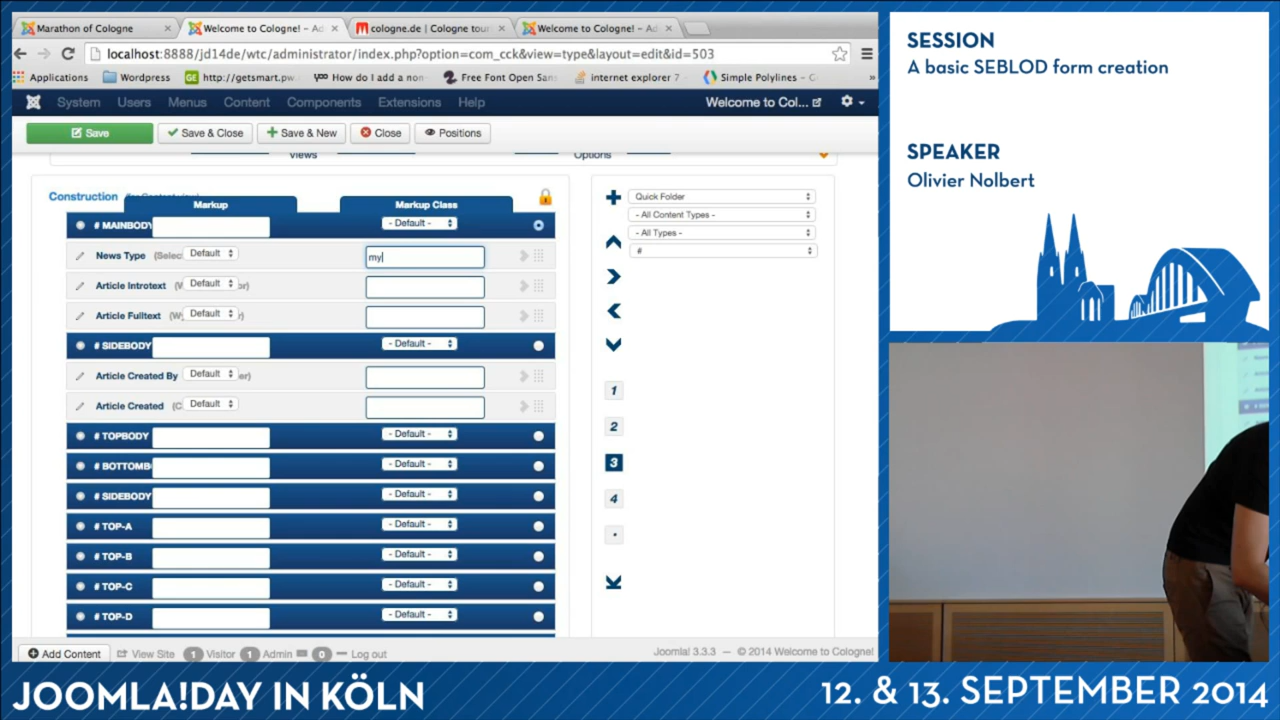 Marathon of Cologne
Welcome to Cologne! - Ad
cologne.de | Cologne tour
Welcome to Cologne! - Ad
localhost:8888/jd14de/wtc/administrator/index.php?option=com_cck&view=type&layout=edit&id=503
Applications
Wordpress
http://getsmart.pw
How do I add a non
Free Font Open Sans
internet explorer 7
Simple Polylines - G
»
System
Users
Menus
Content
Components
Extensions
Help
Welcome to Col...
Save
Save & Close
Save & New
Close
Positions
Views
Options
Construction
Markup
Markup Class
# MAINBODY
- Default -
News Type (Selec
Default
my
Article Introtext (W
Default
or)
Article Fulltext (Wy
Default
r)
# SIDEBODY
- Default -
Article Created By
Default
er)
Article Created (C
Default
# TOPBODY
- Default -
# BOTTOMB
- Default -
# SIDEBODY
- Default -
# TOP-A
- Default -
# TOP-B
- Default -
# TOP-C
- Default -
# TOP-D
- Default -
Quick Folder
- All Content Types -
- All Types -
#
1
2
3
4
Add Content
View Site
1 Visitor
1 Admin
0
Log out
Joomla! 3.3.3 — © 2014 Welcome to Cologne!
SESSION
A basic SEBLOD form creation
SPEAKER
Olivier Nolbert
JOOMLA!DAY IN KÖLN
12. & 13. SEPTEMBER 2014